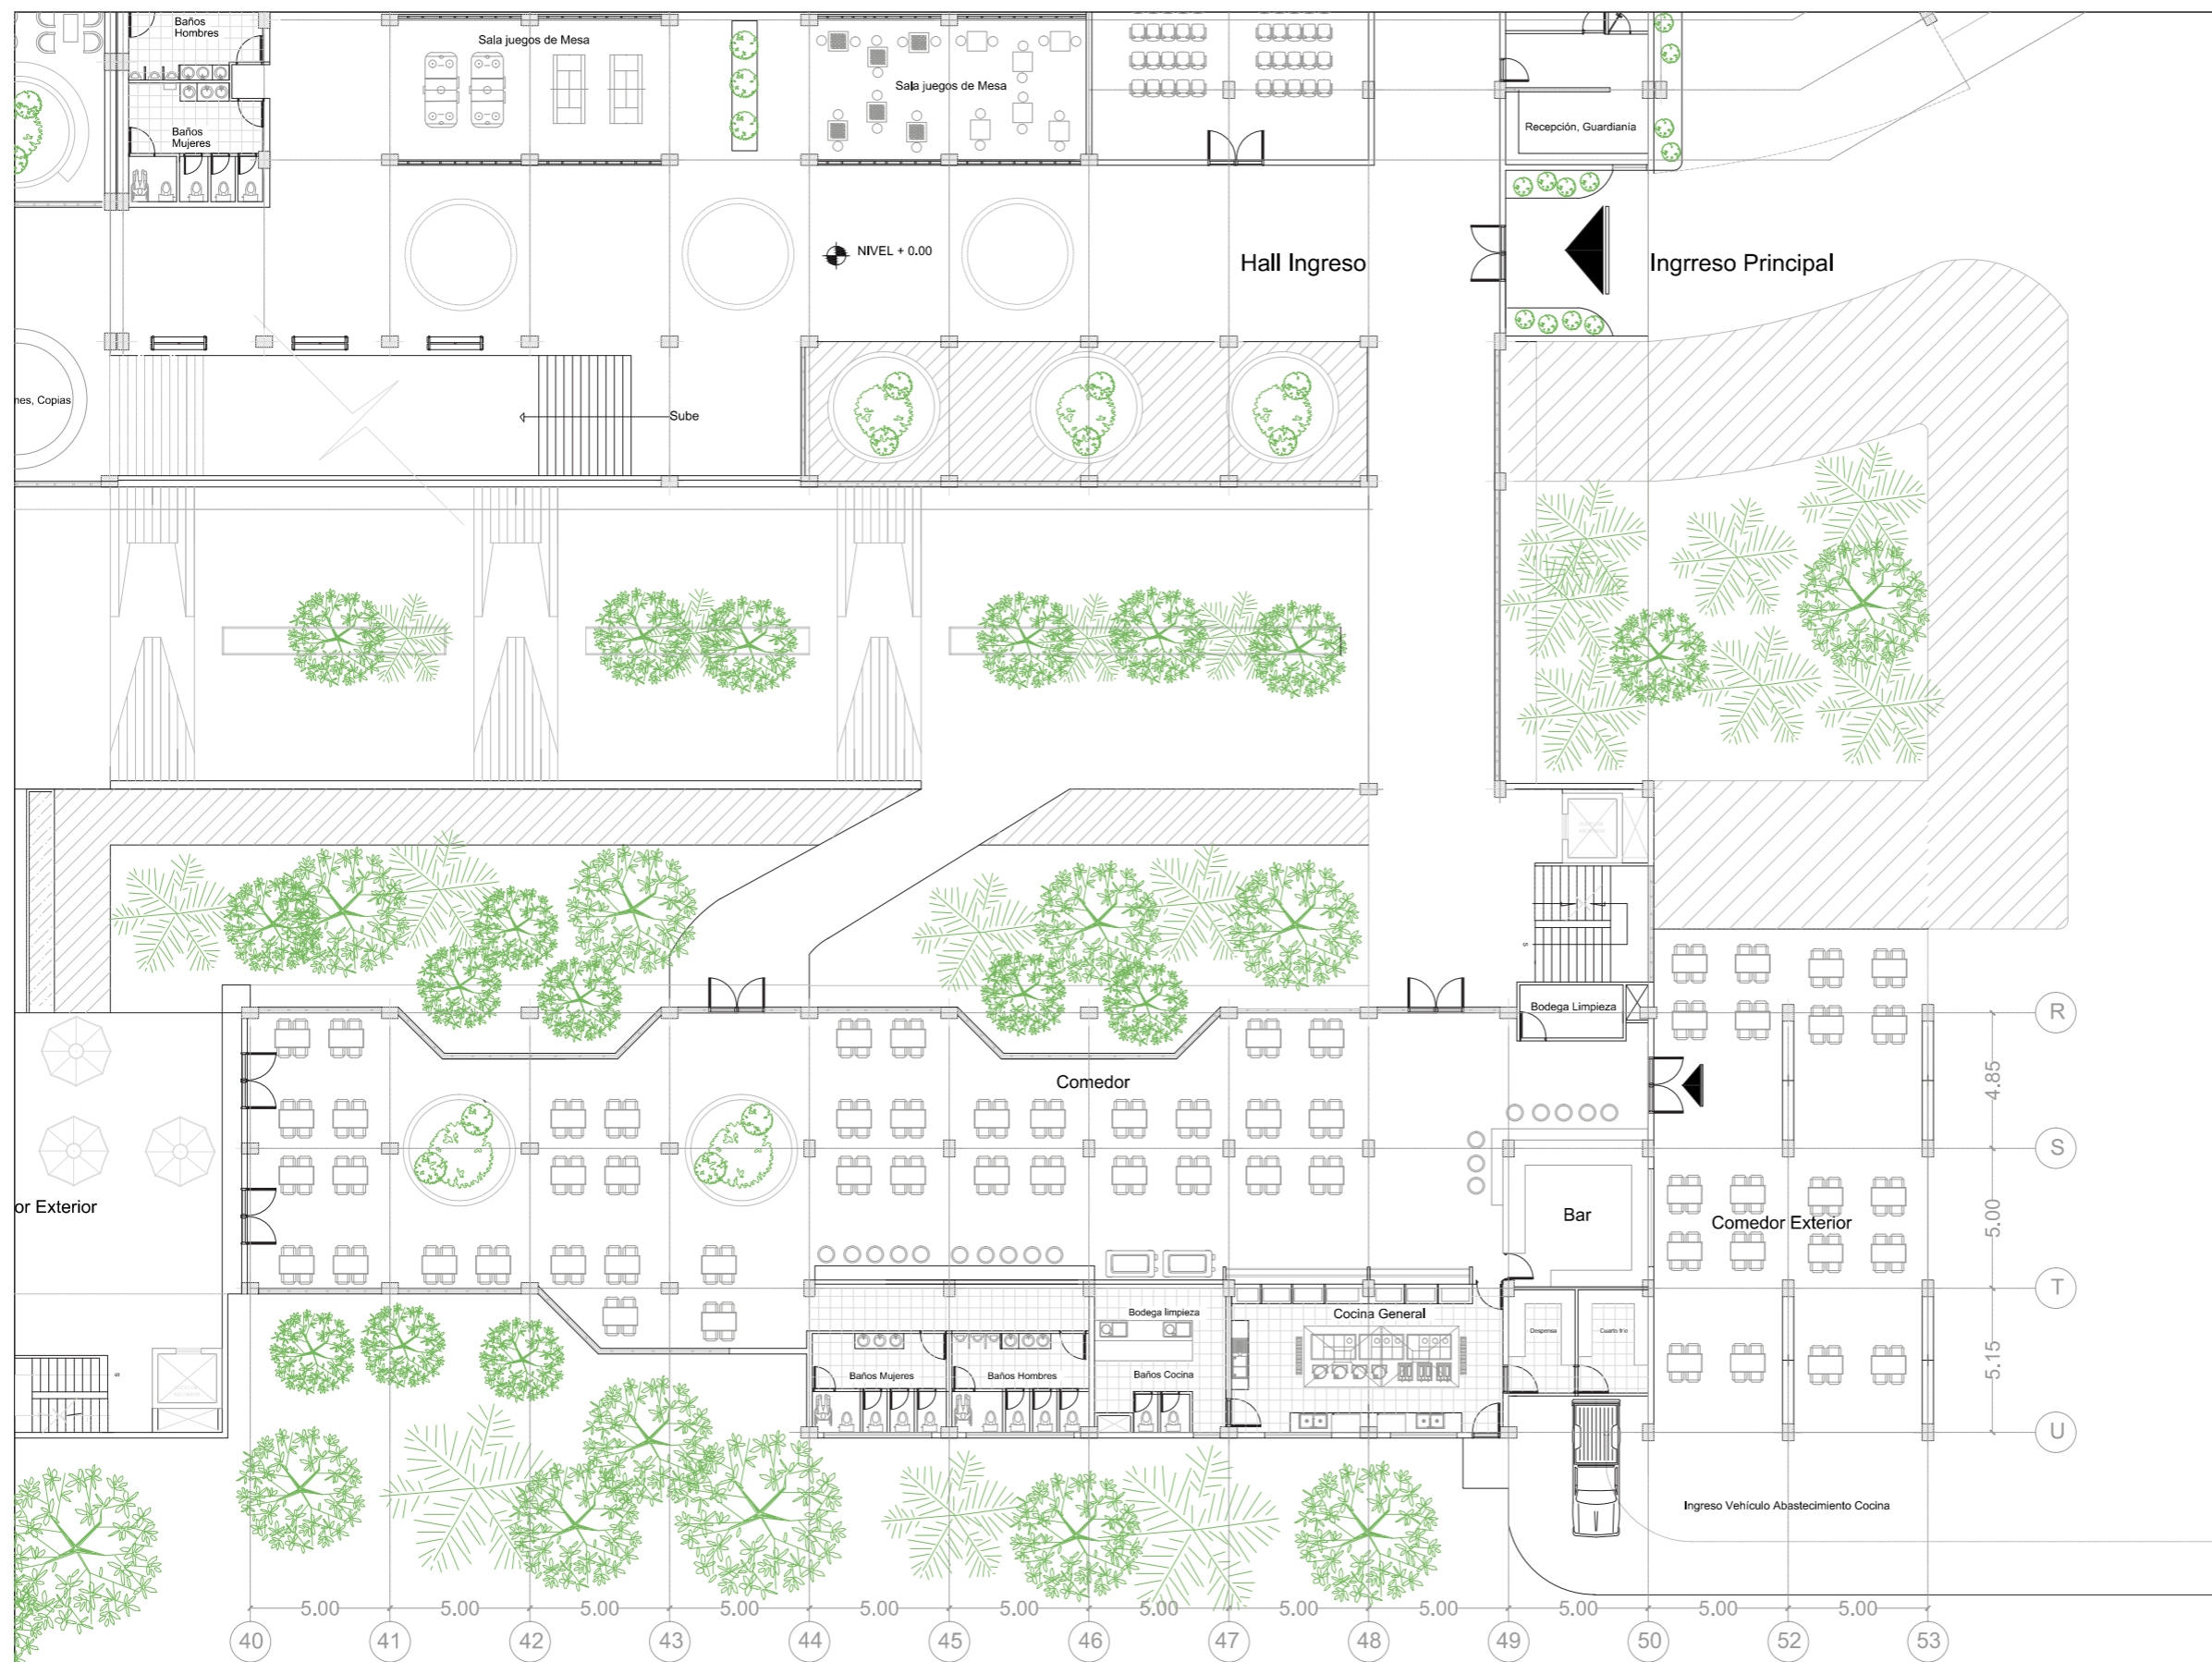 Baños
Hombres
Sala juegos de Mesa
Sala juegos de Mesa
Baños
Mujeres
Recepción, Guardianía
NIVEL + 0.00
Hall Ingreso
Ingrreso Principal
nes, Copias
Sube
S
Bodega Limpieza
R
4.85
Comedor
S
or Exterior
Bar
Comedor Exterior
5.00
T
Bodega limpieza
Cocina General
Despensa
Cuarto frio
5.15
S
Baños Mujeres
Baños Hombres
Baños Cocina
U
Ingreso Vehículo Abastecimiento Cocina
5.00 5.00 5.00 5.00 5.00 5.00 5.00 5.00 5.00 5.00 5.00 5.00
40 41 42 43 44 45 46 47 48 49 50 52 53